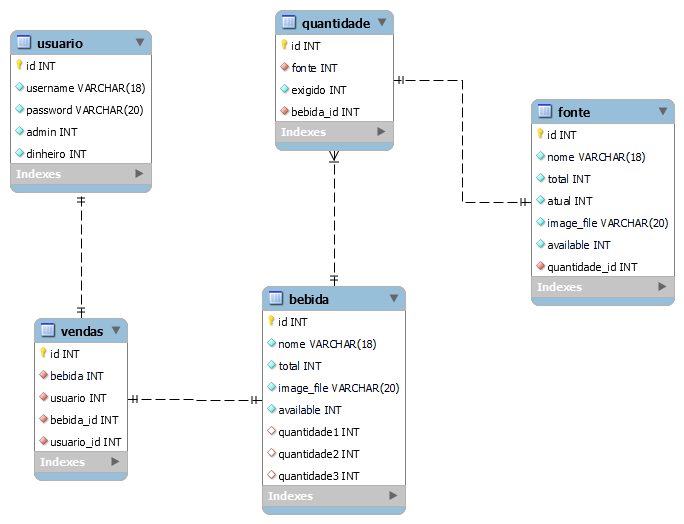 usuario
id INT
username VARCHAR(18)
password VARCHAR(20)
admin INT
dinheiro INT
Indexes
quantidade
id INT
fonte INT
exigido INT
bebida_id INT
Indexes
fonte
id INT
nome VARCHAR(18)
total INT
atual INT
image_file VARCHAR(20)
available INT
quantidade_id INT
Indexes
vendas
id INT
bebida INT
usuario INT
bebida_id INT
usuario_id INT
Indexes
bebida
id INT
nome VARCHAR(18)
total INT
image_file VARCHAR(20)
available INT
quantidade1 INT
quantidade2 INT
quantidade3 INT
Indexes